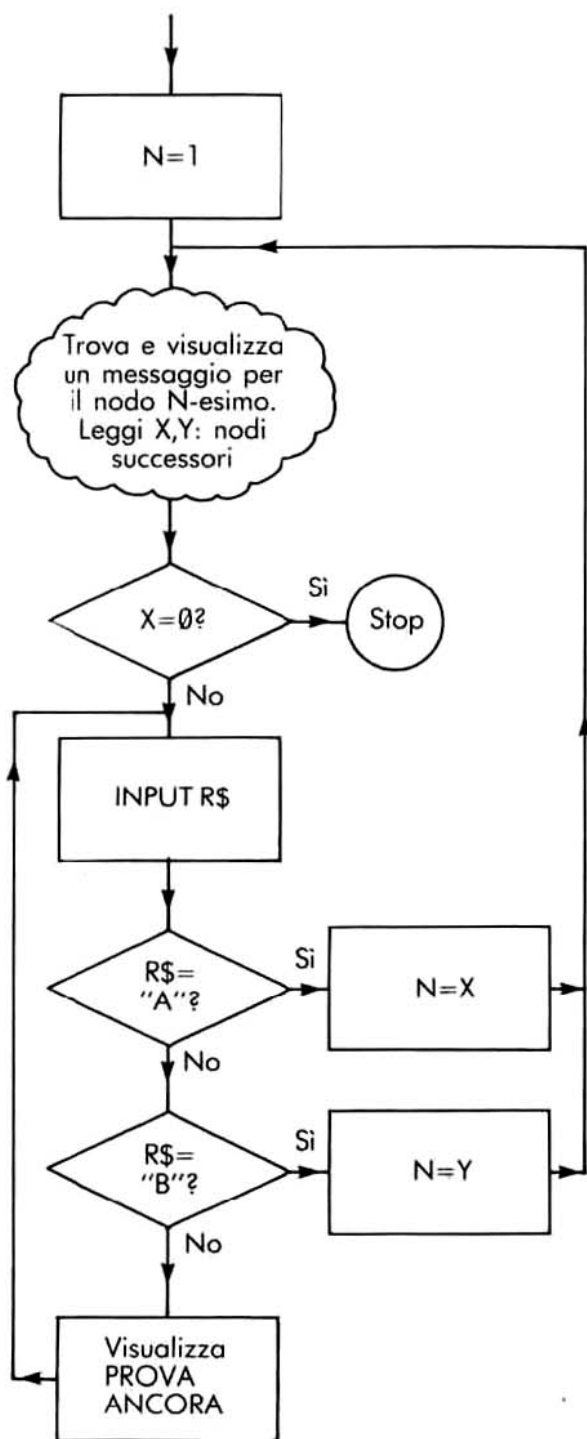 N=1
Trova e visualizza
un messaggio per
il nodo N-esimo.
Leggi X,Y: nodi
successori
X=0?
Sì
Stop
No
INPUT R$
R$=
"A"?
Sì
N=X
No
R$=
"B"?
Sì
N=Y
No
Visualizza
PROVA
ANCORA